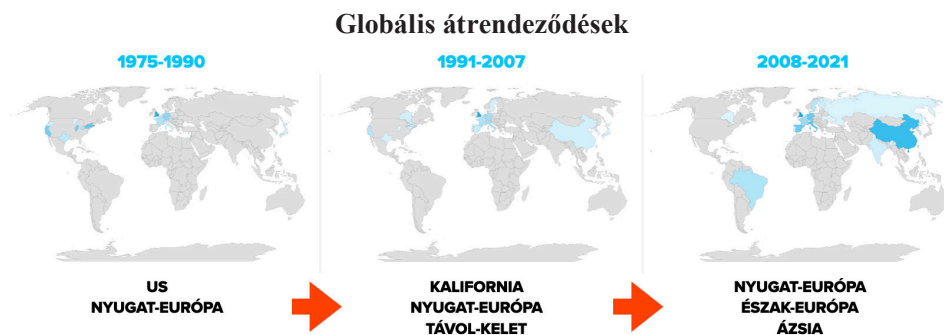 Globális átrendeződések
1975-1990
1991-2007
2008-2021
US
NYUGAT-EURÓPA
KALIFORNIA
NYUGAT-EURÓPA
TÁVOL-KELET
NYUGAT-EURÓPA
ÉSZAK-EURÓPA
ÁZSIA